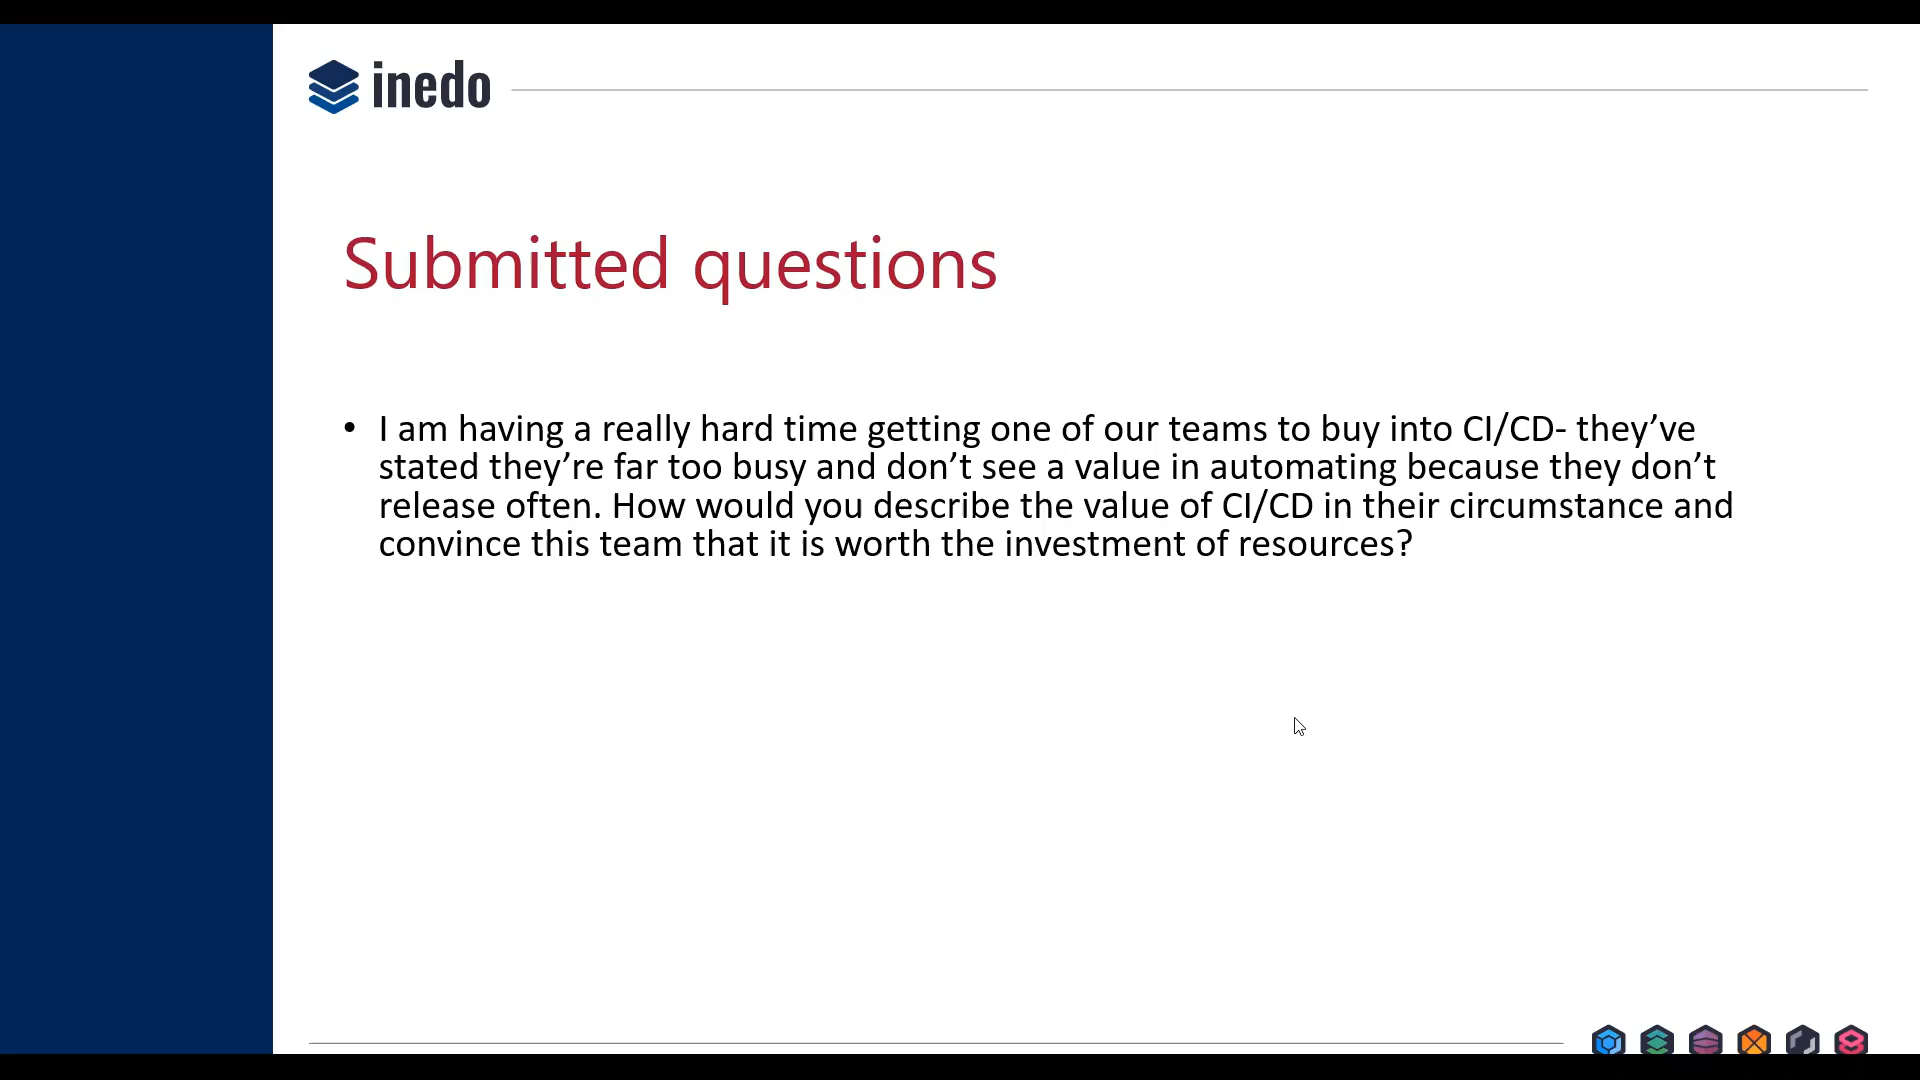 inedo
Submitted questions
• I am having a really hard time getting one of our teams to buy into CI/CD- they’ve
stated they’re far too busy and don’t see a value in automating because they don’t
release often. How would you describe the value of CI/CD in their circumstance and
convince this team that it is worth the investment of resources?